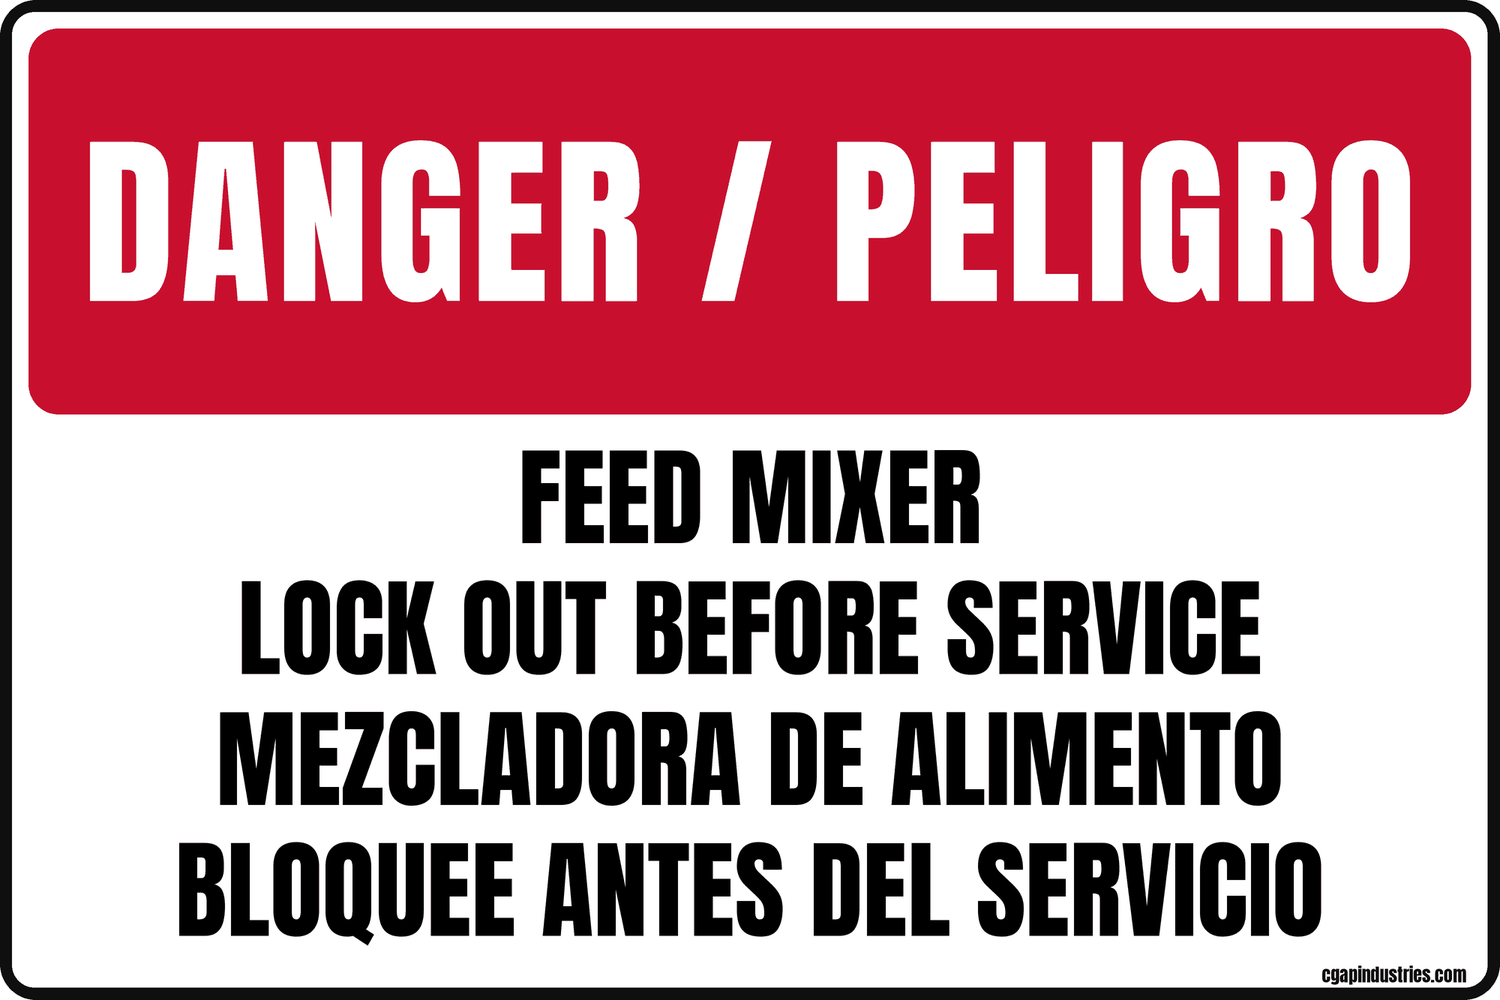 DANGER / PELIGRO
FEED MIXER
LOCK OUT BEFORE SERVICE
MEZCLADORA DE ALIMENTO
BLOQUEE ANTES DEL SERVICIO
cgapindustries.com